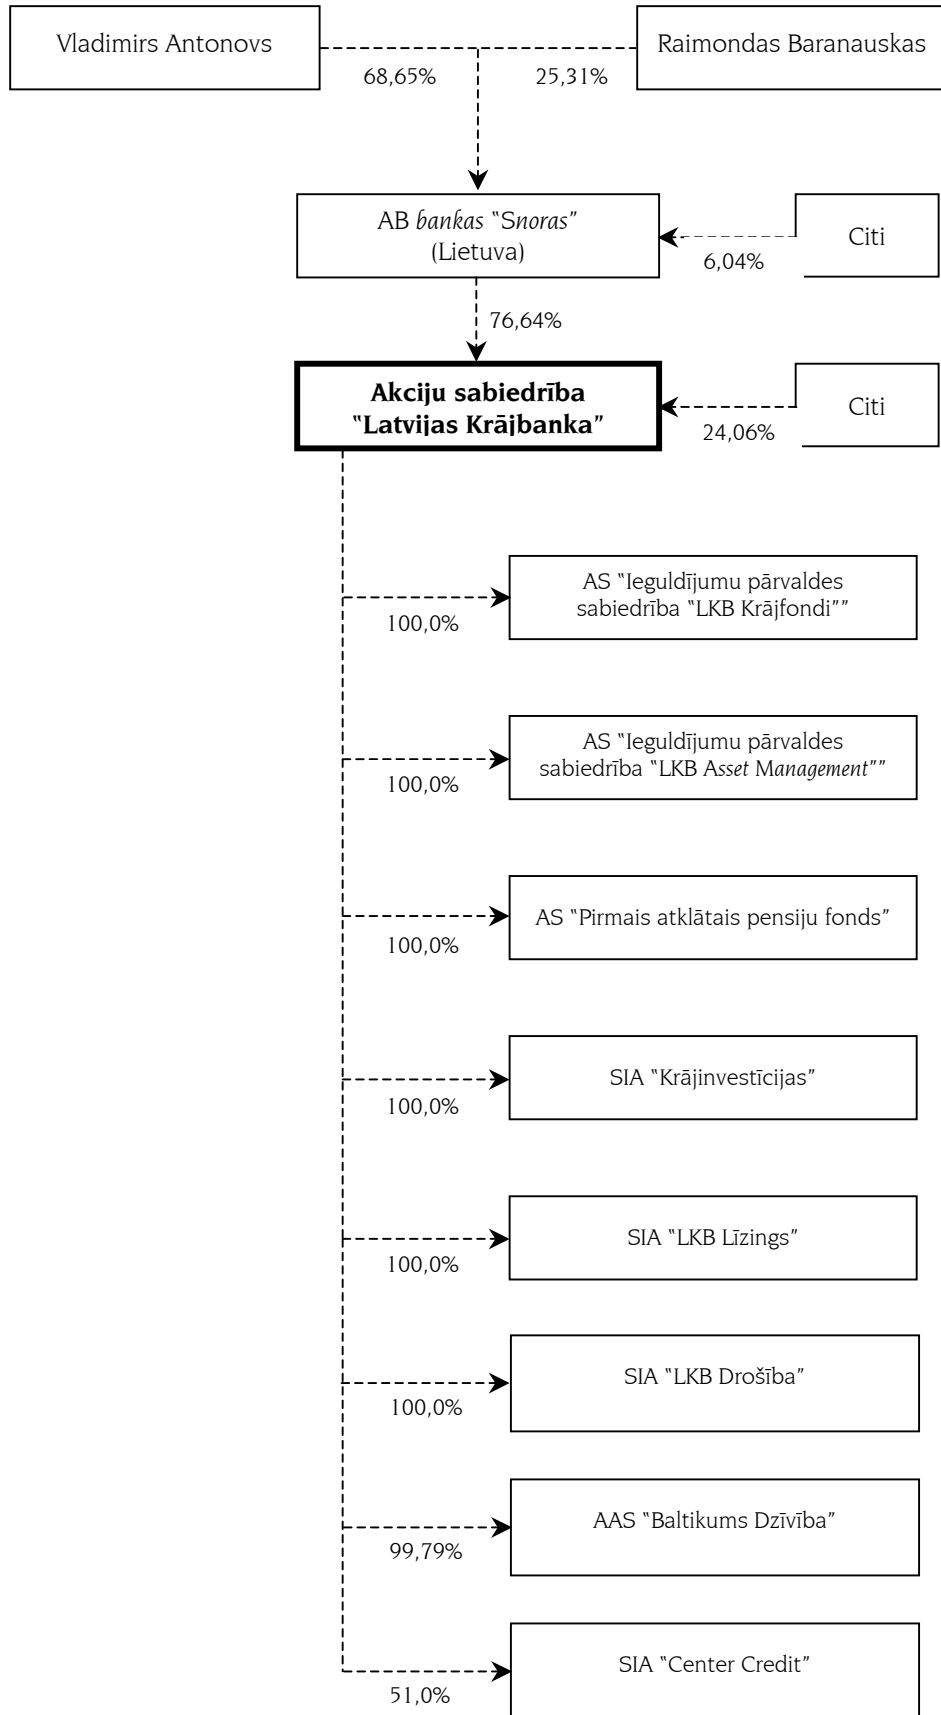 Vladimirs Antonovs
Raimondas Baranauskas
68,65%
25,31%
AB bankas “Snoras”
(Lietuva)
Citi
6,04%
76,64%
Akciju sabiedrība
“Latvijas Krājbanka”
Citi
24,06%
AS “Ieguldījumu pārvaldes
sabiedrība “LKB Krājfondi””
100,0%
AS “Ieguldījumu pārvaldes
sabiedrība “LKB Asset Management””
100,0%
AS “Pirmais atklātais pensiju fonds”
100,0%
SIA “Krājinvestīcijas”
100,0%
SIA “LKB Līzings”
100,0%
SIA “LKB Drošība”
100,0%
AAS “Baltikums Dzīvība”
99,79%
SIA “Center Credit”
51,0%